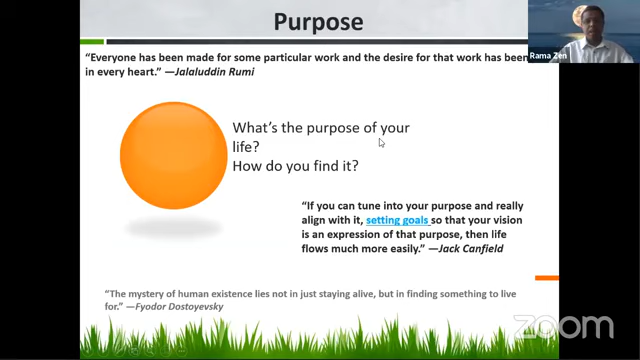 Purpose
“Everyone has been made for some particular work and the desire for that work has been
in every heart.” —Jalaluddin Rumi
Rama Zen
What's the purpose of your
life?
How do you find it?
“If you can tune into your purpose and really
align with it, setting goals so that your vision
is an expression of that purpose, then life
flows much more easily.” —Jack Canfield
“The mystery of human existence lies not in just staying alive, but in finding something to live
for.” —Fyodor Dostoyevsky
zoom